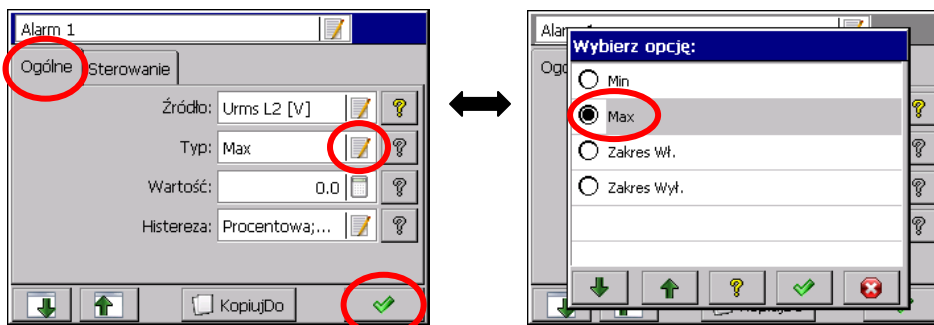 Alarm 1
Ogólne Sterowanie
Źródło: Urms L2 [V]
Typ: Max
Wartość: 0.0
Histereza: Procentowa;...
KopiujDo
Wybierz opcję:
Min
Max
Zakres Wł.
Zakres Wył.